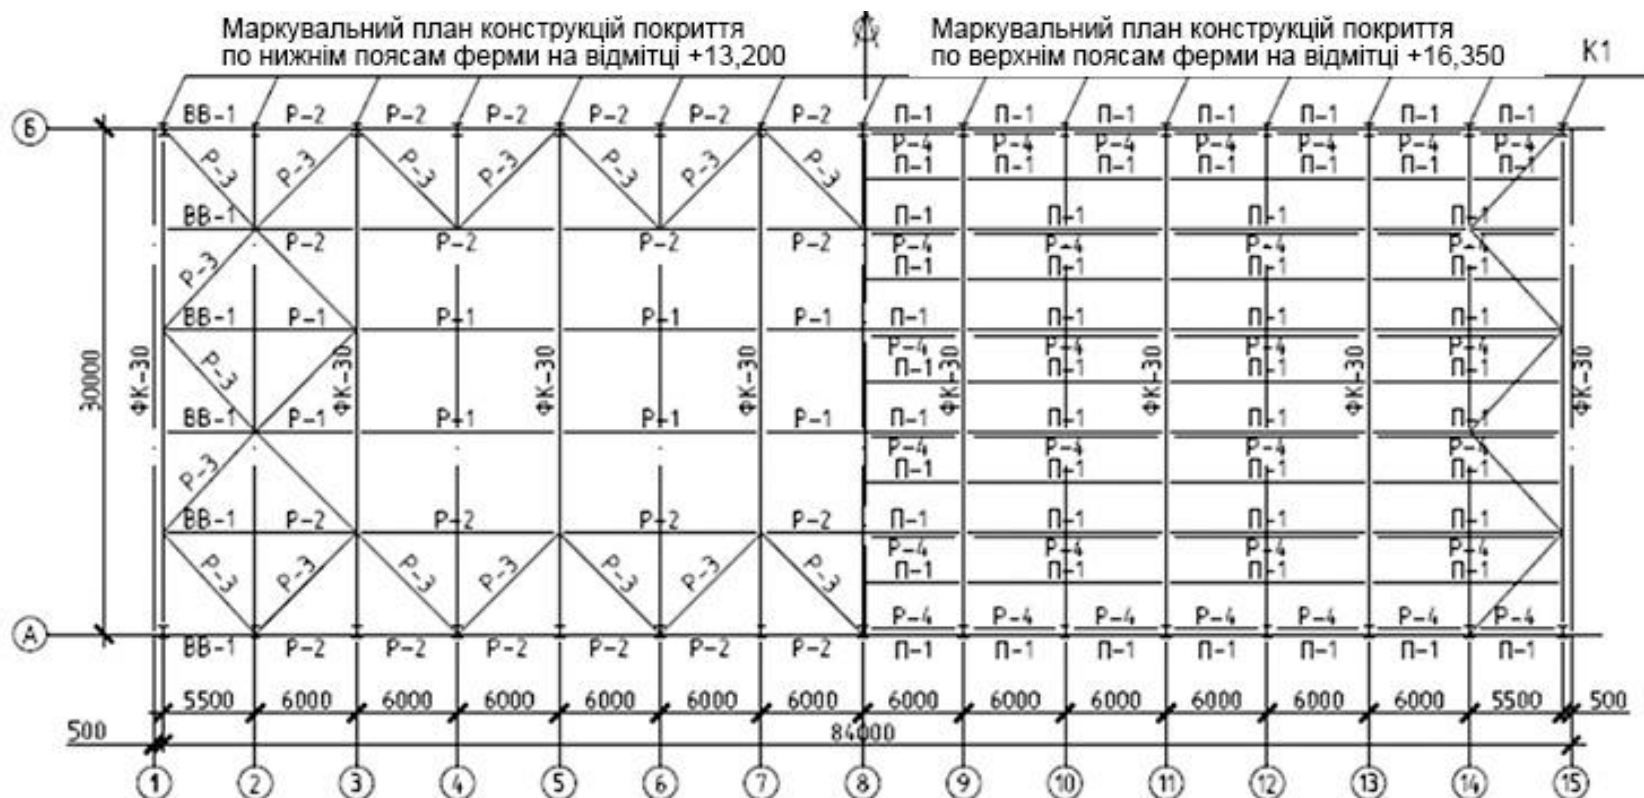 Маркувальний план конструкцій покриття
по нижнім поясам ферми на відмітці +13,200
Маркувальний план конструкцій покриття
по верхнім поясам ферми на відмітці +16,350
К1
ВВ-1 Р-2 Р-2 Р-2 Р-2 Р-2 Р-2 П-1 П-1 П-1 П-1 П-1 П-1 П-1
Б
Р-4 Р-4 Р-4 Р-4 Р-4 Р-4 Р-4
Р-3 Р-3 Р-3 Р-3 Р-3 Р-3 Р-3
П-1 П-1 П-1 П-1 П-1 П-1 П-1
ВВ-1 П-1 П-1 П-1 П-1
Р-2 Р-2 Р-2 Р-2 Р-4 Р-4 Р-4 Р-4
Р-3 П-1 П-1 П-1 П-1
ВВ-1 Р-1 Р-1 Р-1 Р-1 П-1 П-1 П-1 П-1
Р-4 Р-4 Р-4 Р-4
Р-3 П-1 П-1 П-1 П-1
30000 ФК-30 ФК-30 ФК-30 ФК-30 ФК-30 ФК-30 ФК-30 ФК-30
ВВ-1 Р-1 Р-1 Р-1 Р-1 П-1 П-1 П-1 П-1
Р-4 Р-4 Р-4 Р-4
Р-3 П-1 П-1 П-1 П-1
ВВ-1 Р-2 Р-2 Р-2 Р-2 П-1 П-1 П-1 П-1
Р-4 Р-4 Р-4 Р-4
Р-3 Р-3 Р-3 Р-3 Р-3 Р-3 Р-3 П-1 П-1 П-1 П-1
Р-4 Р-4 Р-4 Р-4 Р-4 Р-4 Р-4
А
ВВ-1 Р-2 Р-2 Р-2 Р-2 Р-2 Р-2 П-1 П-1 П-1 П-1 П-1 П-1 П-1
5500 6000 6000 6000 6000 6000 6000 6000 6000 6000 6000 6000 6000 5500 500
500 84000
1 2 3 4 5 6 7 8 9 10 11 12 13 14 15